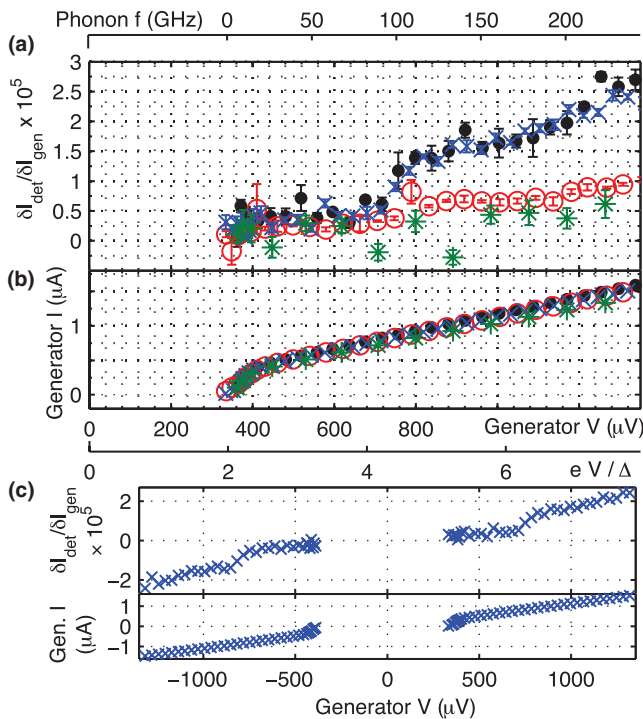 Phonon f (GHz)
0 50 100 150 200
(a)
δI_det/δI_gen x 10^5
3
2.5
2
1.5
1
0.5
0
(b)
Generator I (μA)
1
0
400 600 800
Generator V (μV)
0 2 4 6 e V / Δ
(c)
δI_det/δI_gen
× 10^5
2
0
−2
Gen. I
(μA)
1
0
−1
−1000 −500 0 500 1000
Generator V (μV)